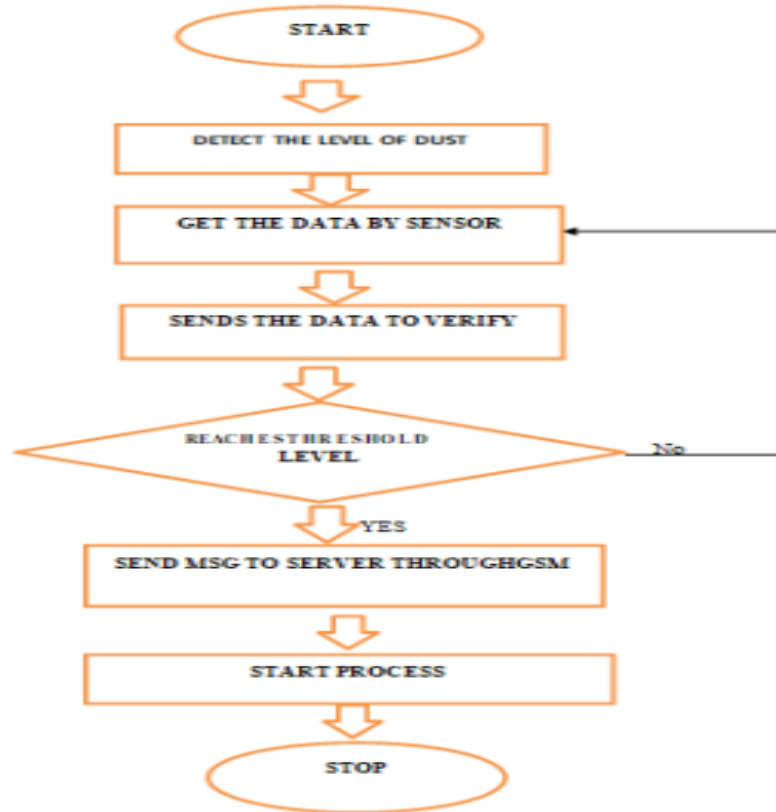 START
DETECT THE LEVEL OF DUST
GET THE DATA BY SENSOR
SENDS THE DATA TO VERIFY
REACHESTHRESHOLD
LEVEL
No
YES
SEND MSG TO SERVER THROUGHGSM
START PROCESS
STOP